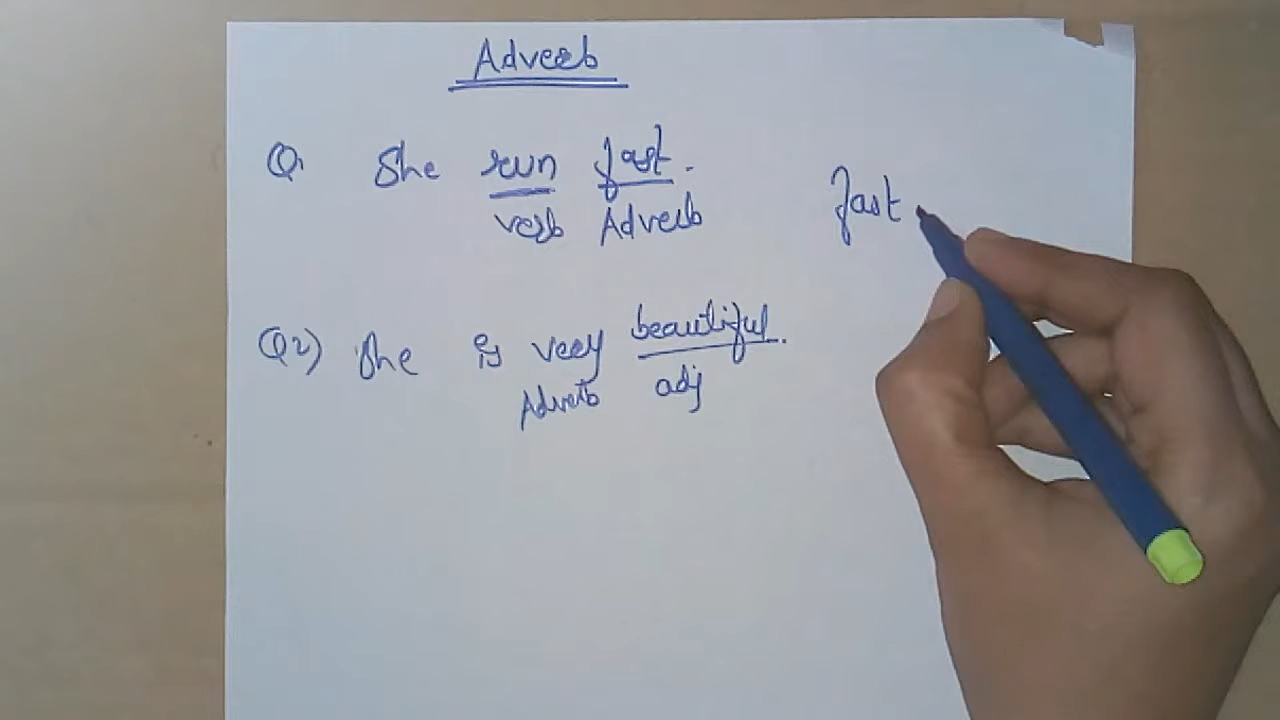 Adverb
Q. She run fast.
verb Adverb
fast
Q2) She is very beautiful.
Adverb adj